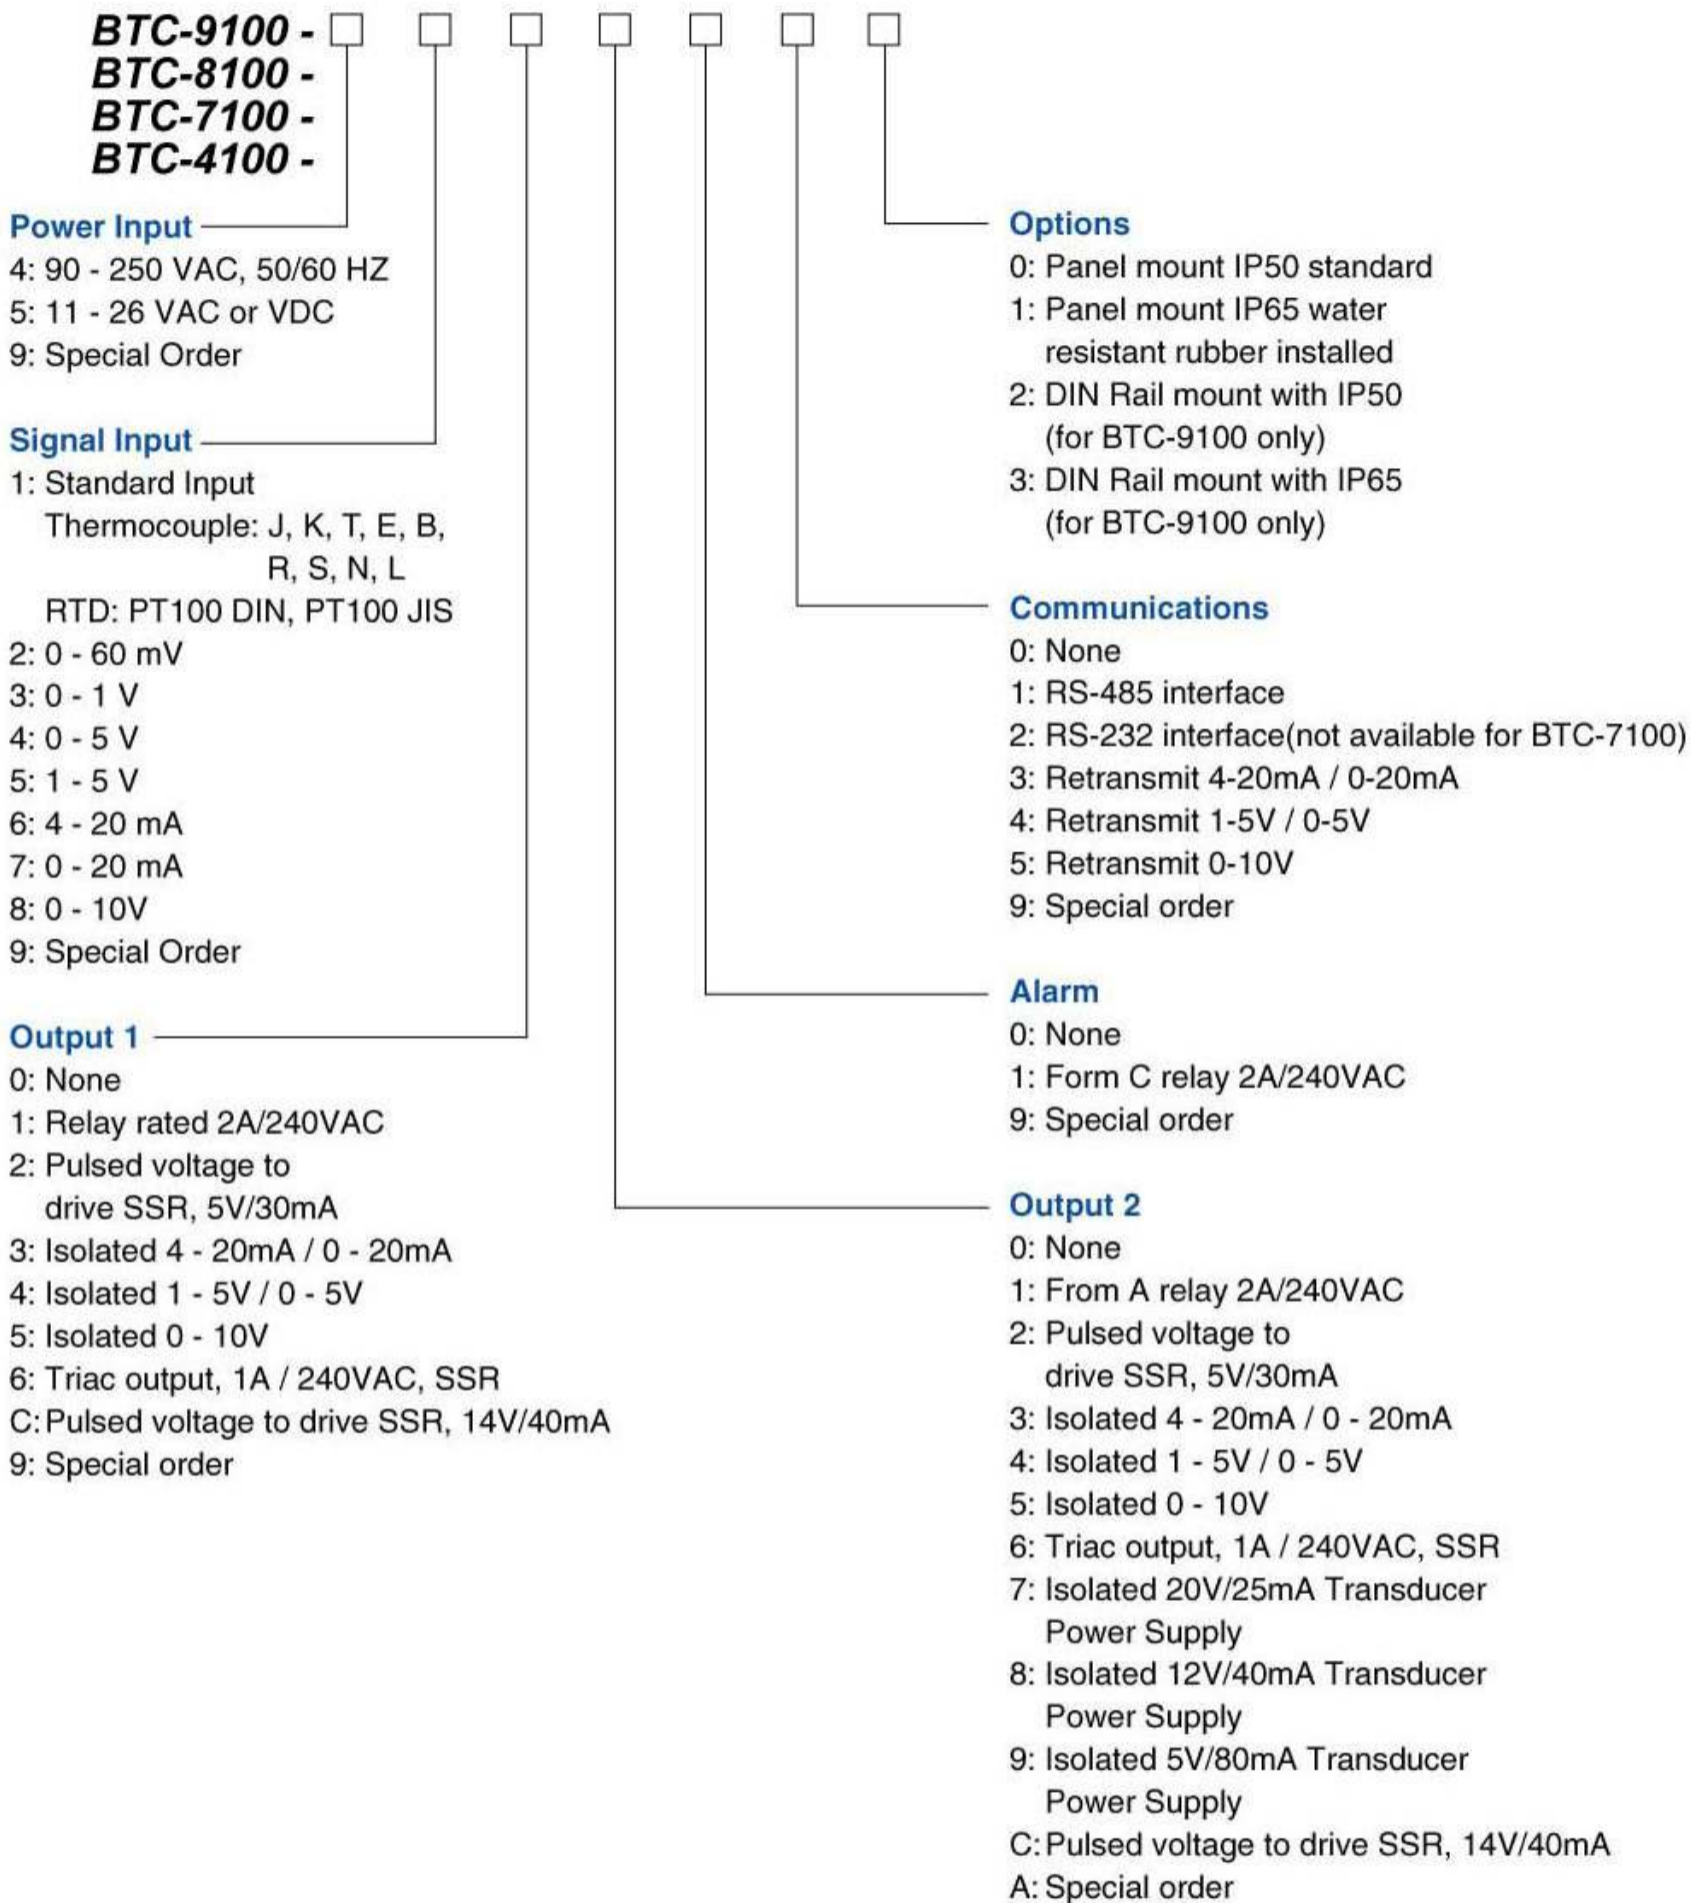 BTC-9100 -
BTC-8100 -
BTC-7100 -
BTC-4100 -
Power Input
4: 90 - 250 VAC, 50/60 HZ
5: 11 - 26 VAC or VDC
9: Special Order
Signal Input
1: Standard Input
Thermocouple: J, K, T, E, B,
R, S, N, L
RTD: PT100 DIN, PT100 JIS
2: 0 - 60 mV
3: 0 - 1 V
4: 0 - 5 V
5: 1 - 5 V
6: 4 - 20 mA
7: 0 - 20 mA
8: 0 - 10V
9: Special Order
Output 1
0: None
1: Relay rated 2A/240VAC
2: Pulsed voltage to
drive SSR, 5V/30mA
3: Isolated 4 - 20mA / 0 - 20mA
4: Isolated 1 - 5V / 0 - 5V
5: Isolated 0 - 10V
6: Triac output, 1A / 240VAC, SSR
C: Pulsed voltage to drive SSR, 14V/40mA
9: Special order
Options
0: Panel mount IP50 standard
1: Panel mount IP65 water
resistant rubber installed
2: DIN Rail mount with IP50
(for BTC-9100 only)
3: DIN Rail mount with IP65
(for BTC-9100 only)
Communications
0: None
1: RS-485 interface
2: RS-232 interface(not available for BTC-7100)
3: Retransmit 4-20mA / 0-20mA
4: Retransmit 1-5V / 0-5V
5: Retransmit 0-10V
9: Special order
Alarm
0: None
1: Form C relay 2A/240VAC
9: Special order
Output 2
0: None
1: From A relay 2A/240VAC
2: Pulsed voltage to
drive SSR, 5V/30mA
3: Isolated 4 - 20mA / 0 - 20mA
4: Isolated 1 - 5V / 0 - 5V
5: Isolated 0 - 10V
6: Triac output, 1A / 240VAC, SSR
7: Isolated 20V/25mA Transducer
Power Supply
8: Isolated 12V/40mA Transducer
Power Supply
9: Isolated 5V/80mA Transducer
Power Supply
C: Pulsed voltage to drive SSR, 14V/40mA
A: Special order